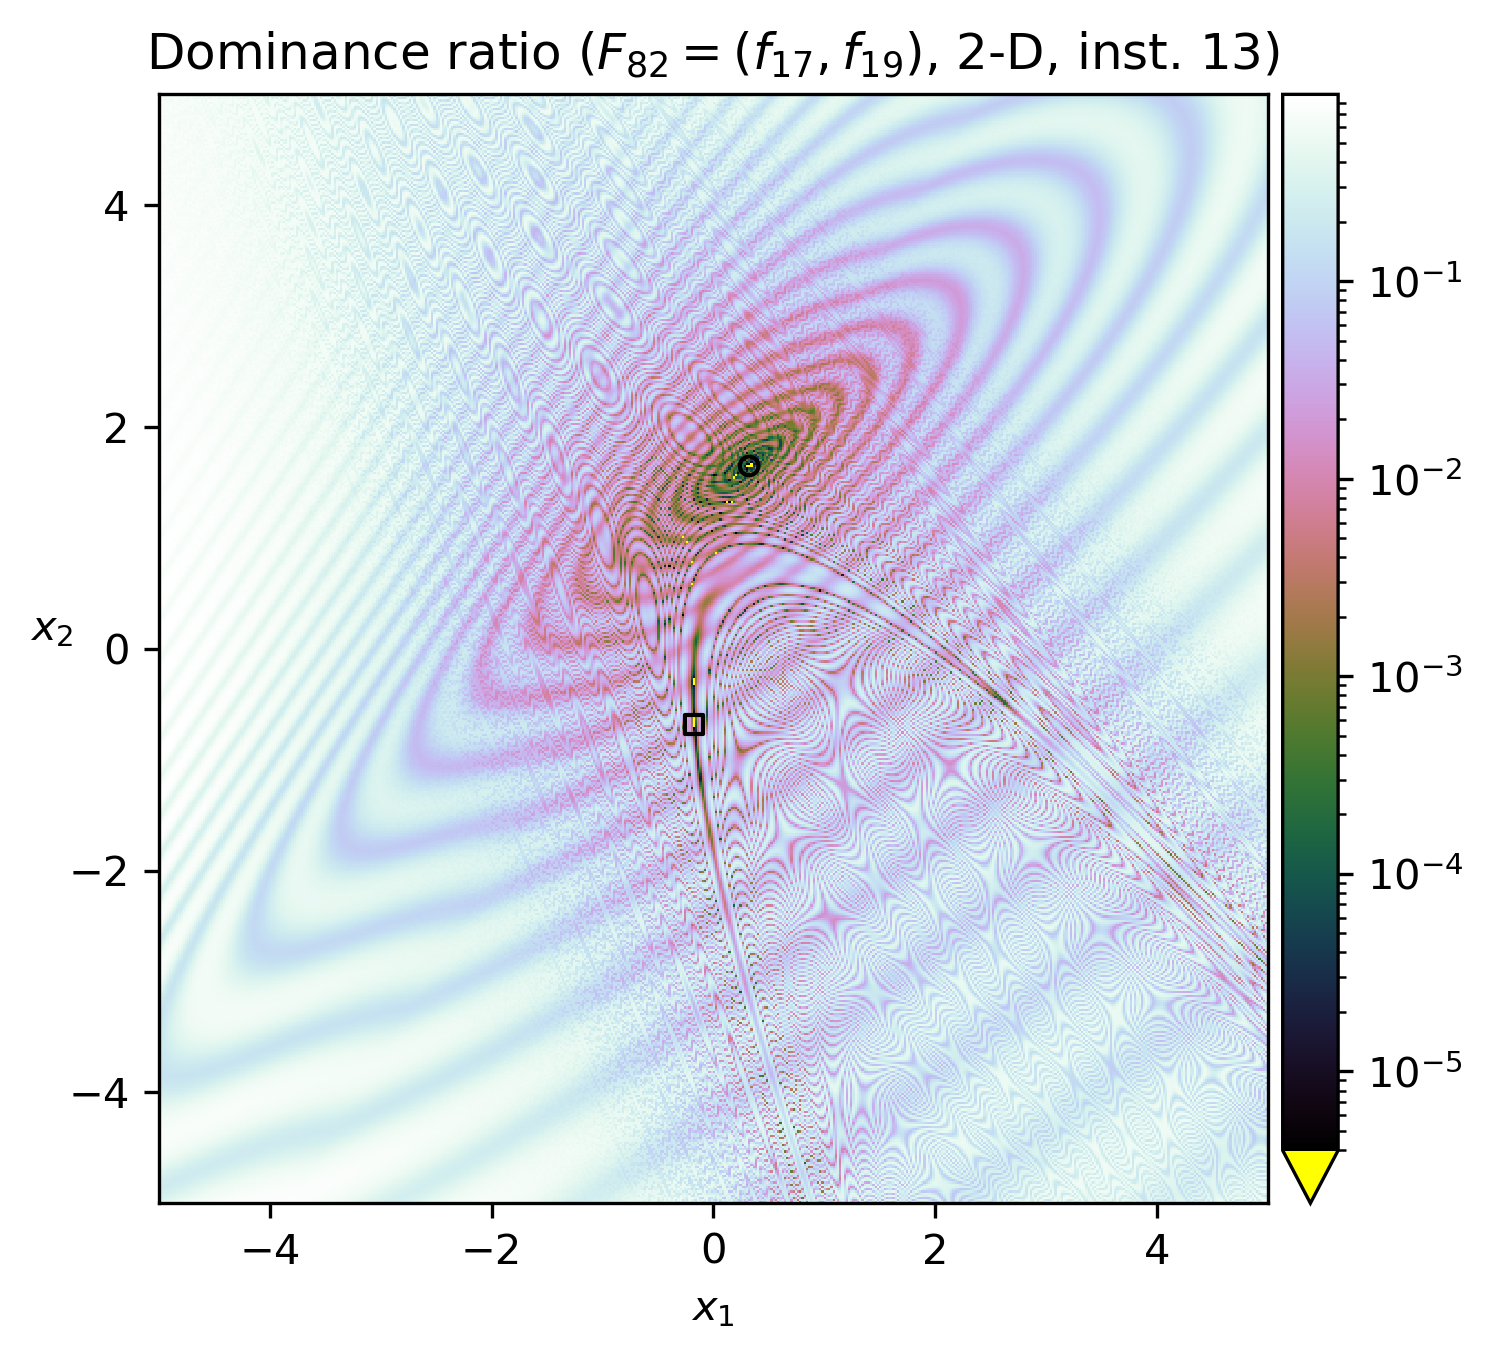 Dominance ratio (F₈₂ = (f₁₇, f₁₉), 2-D, inst. 13)
x₂
4
2
0
−2
−4
−4 −2 0 2 4
x₁
10⁻¹
10⁻²
10⁻³
10⁻⁴
10⁻⁵